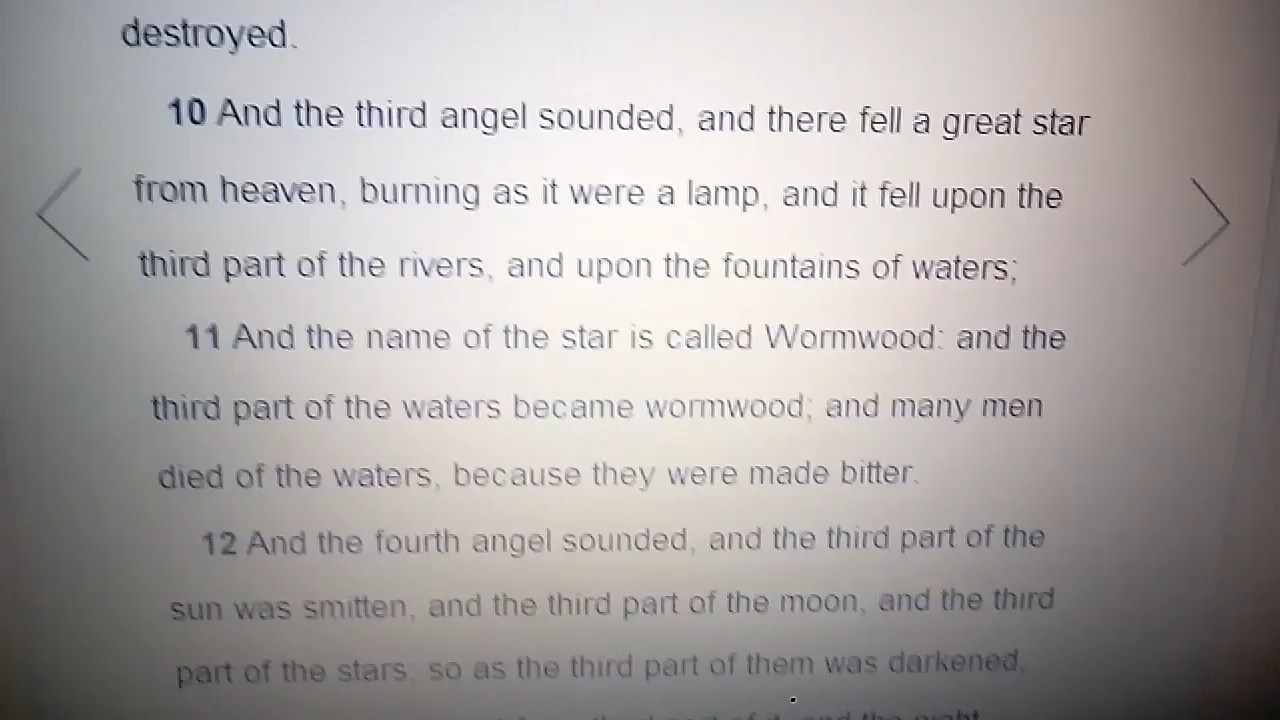 destroyed.
10 And the third angel sounded, and there fell a great star
from heaven, burning as it were a lamp, and it fell upon the
third part of the rivers, and upon the fountains of waters;
11 And the name of the star is called Wormwood: and the
third part of the waters became wormwood; and many men
died of the waters, because they were made bitter.
12 And the fourth angel sounded, and the third part of the
sun was smitten, and the third part of the moon, and the third
part of the stars; so as the third part of them was darkened,